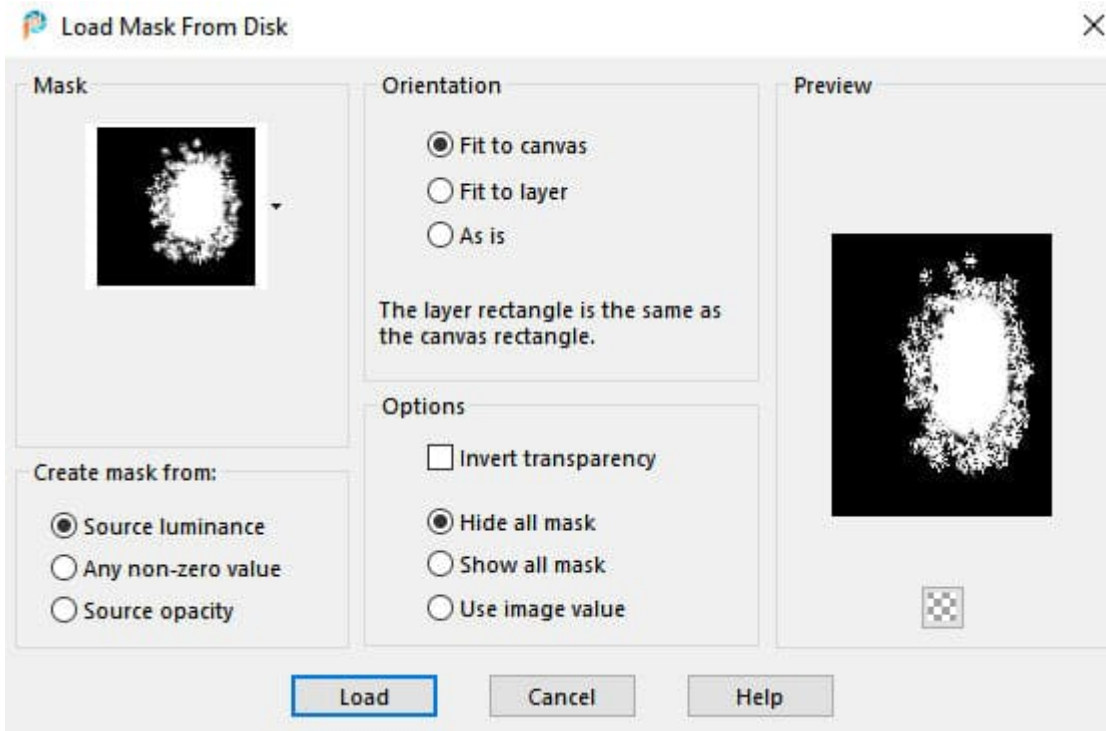 Load Mask From Disk
Mask
Orientation
Fit to canvas
Fit to layer
As is
The layer rectangle is the same as
the canvas rectangle.
Preview
Create mask from:
Source luminance
Any non-zero value
Source opacity
Options
Invert transparency
Hide all mask
Show all mask
Use image value
Load
Cancel
Help